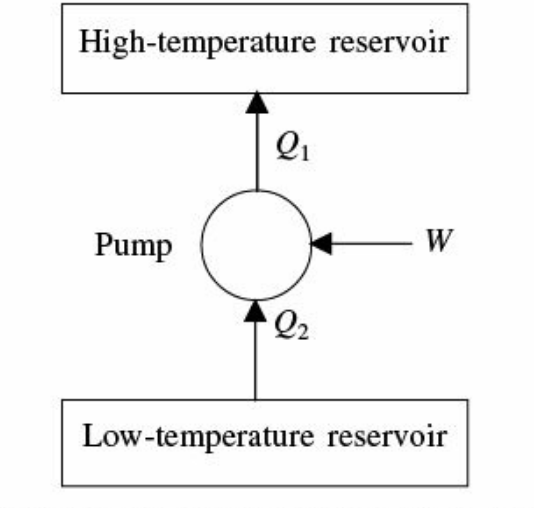 High-temperature reservoir
Q1
Pump
W
Q2
Low-temperature reservoir